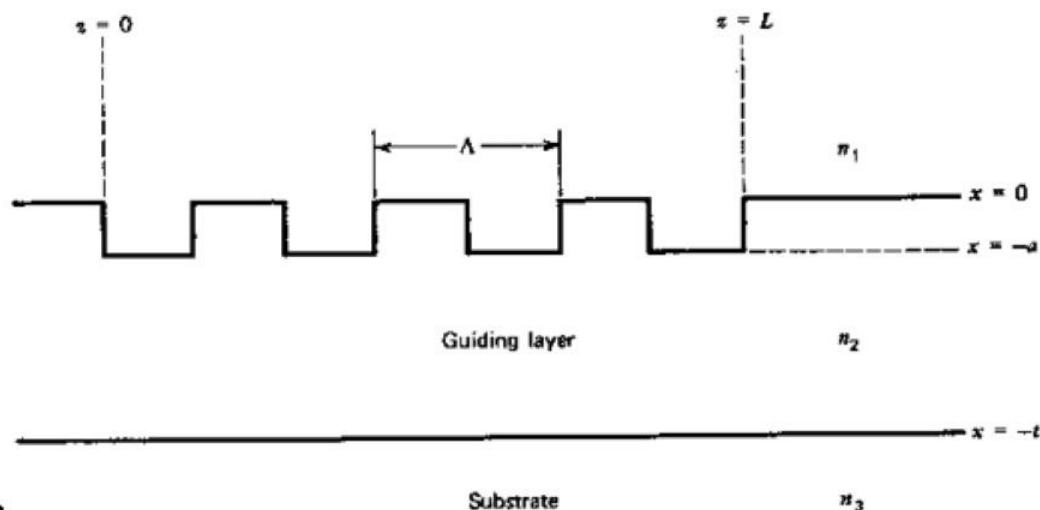 z = 0
z = L
Λ
n₁
x = 0
x = −a
Guiding layer
n₂
x = −t
Substrate
n₃